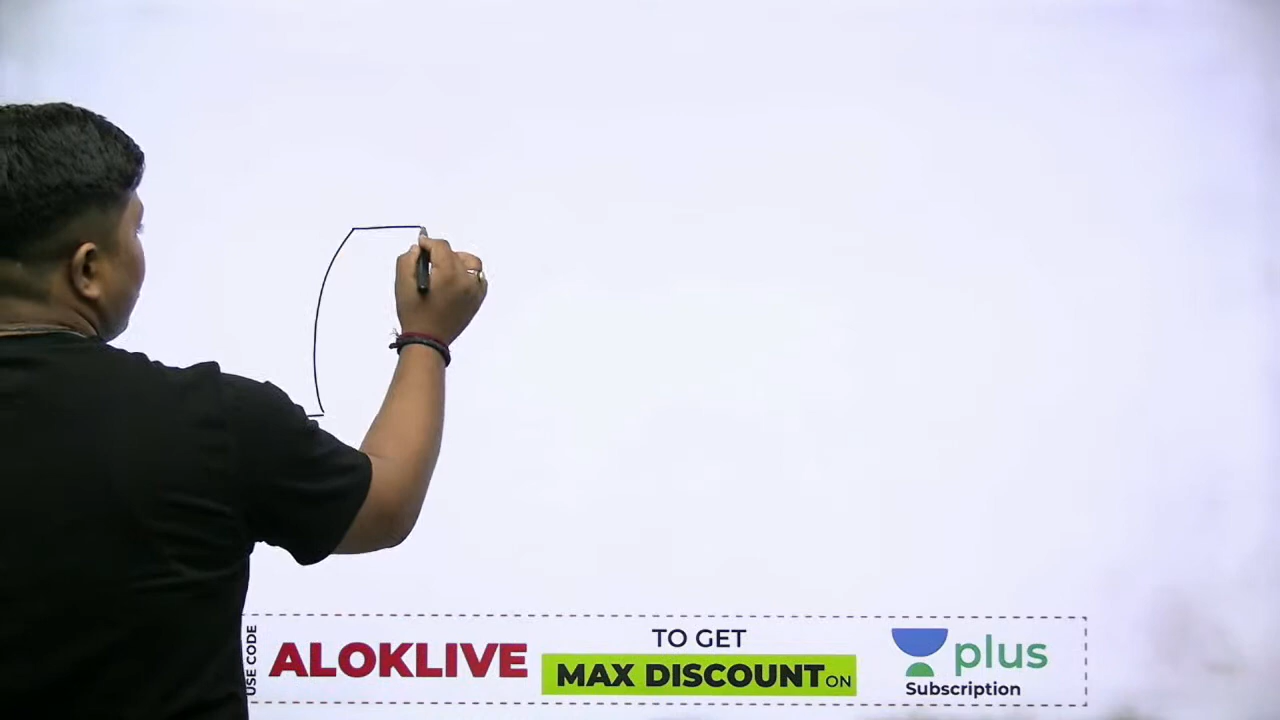 USE CODE
ALOKLIVE
TO GET
MAX DISCOUNT ON
plus
Subscription